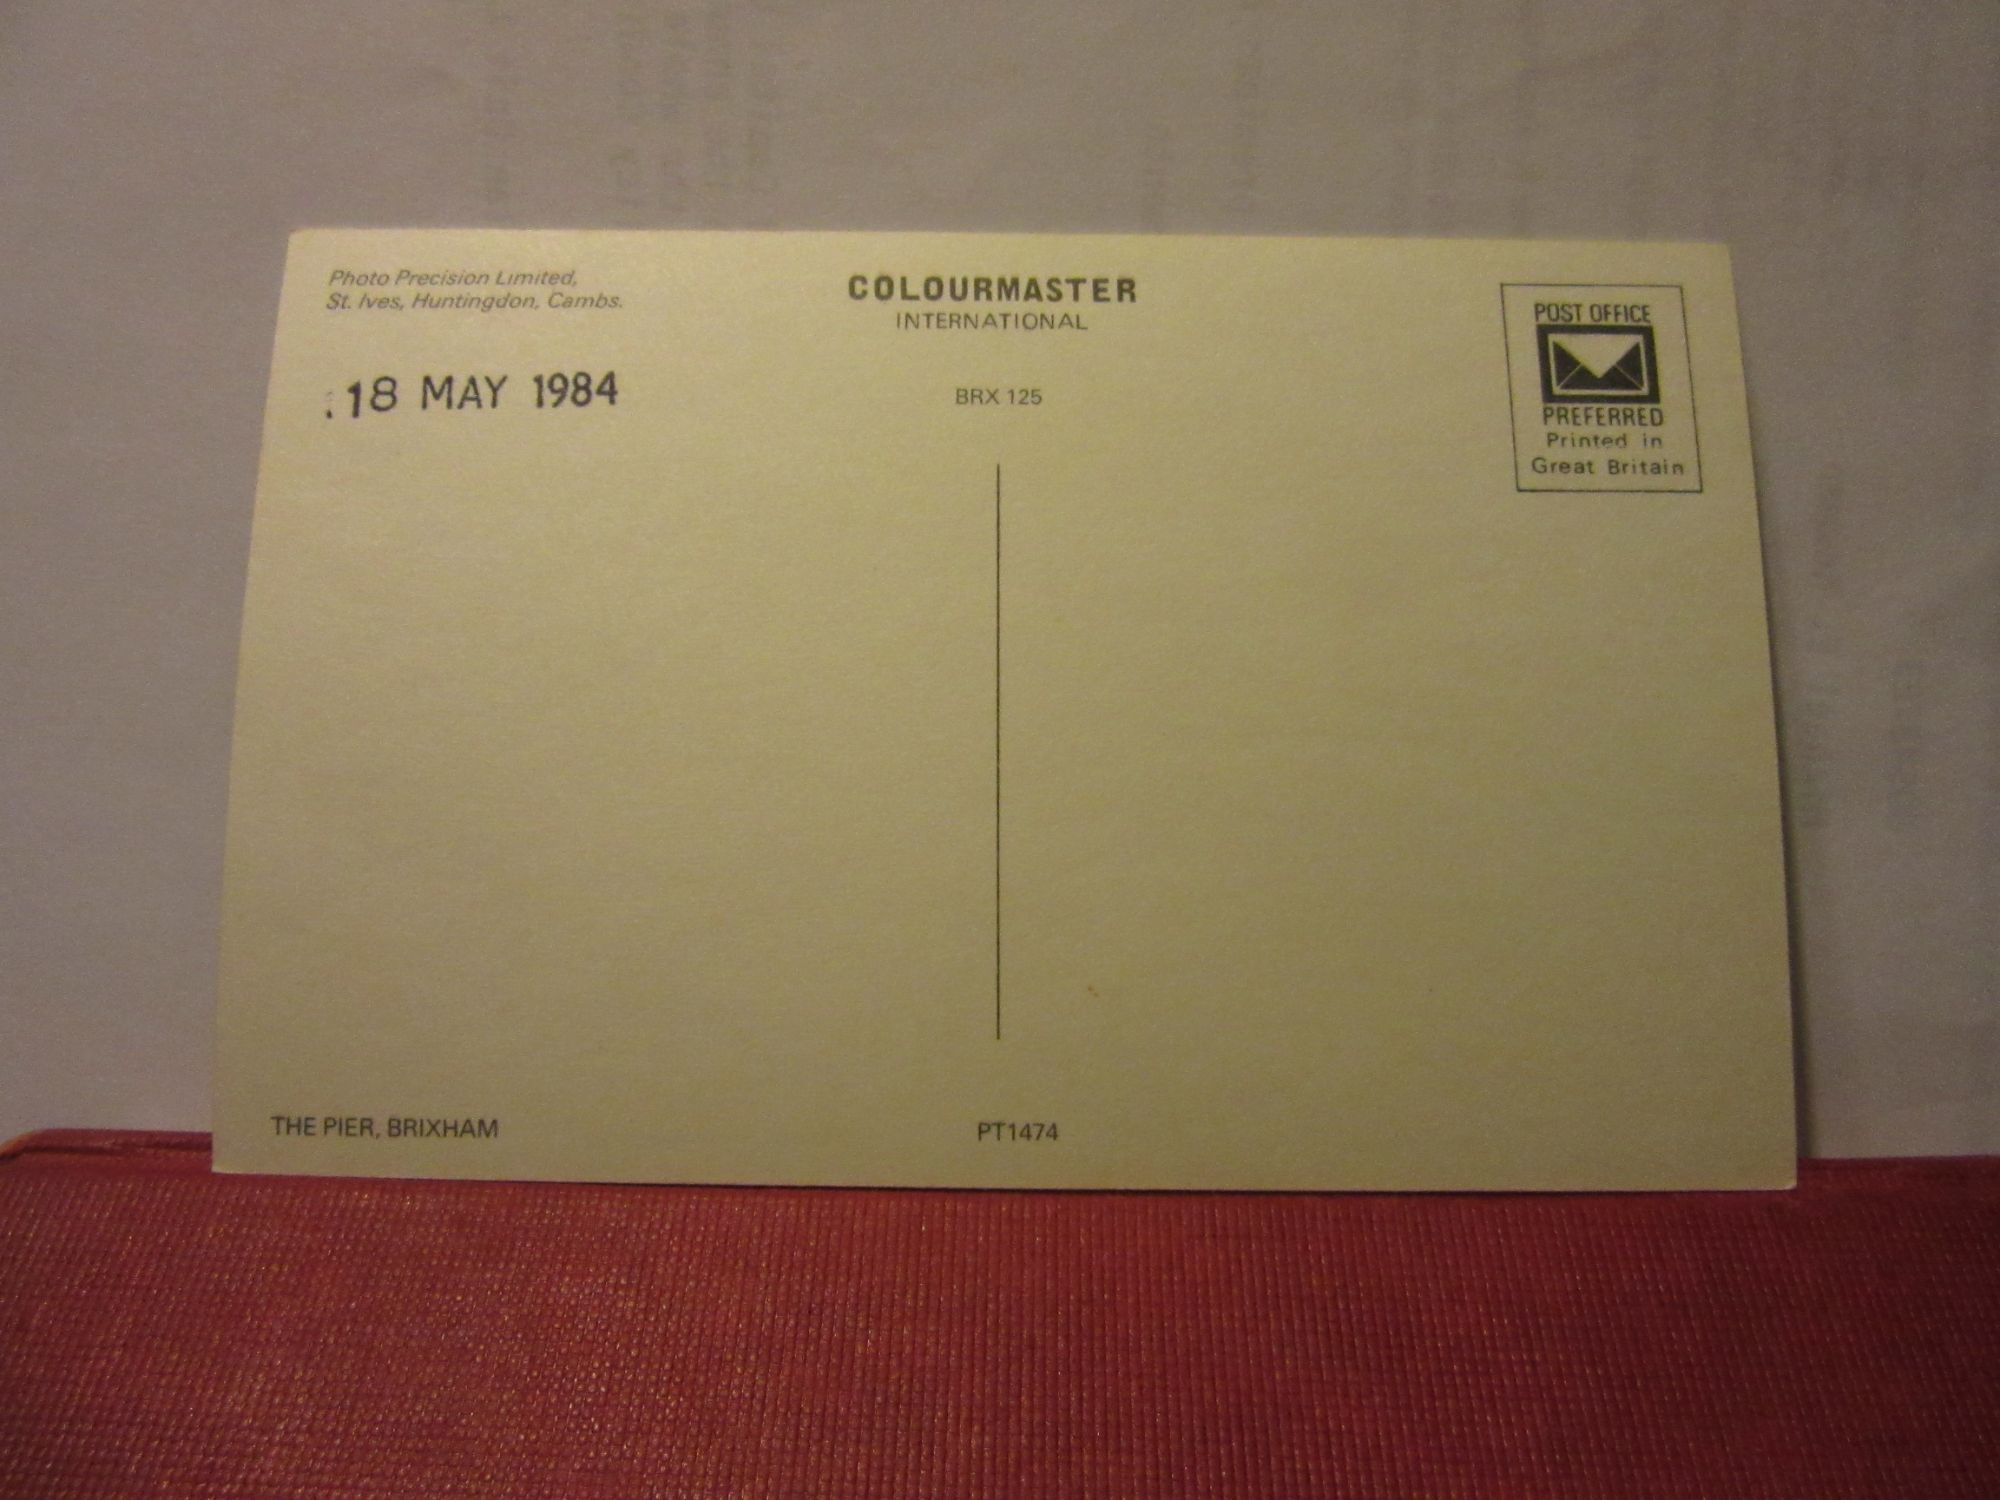 Photo Precision Limited,
St. Ives, Huntingdon, Cambs.
COLOURMASTER
INTERNATIONAL
18 MAY 1984
BRX 125
POST OFFICE
PREFERRED
Printed in
Great Britain
THE PIER, BRIXHAM
PT1474